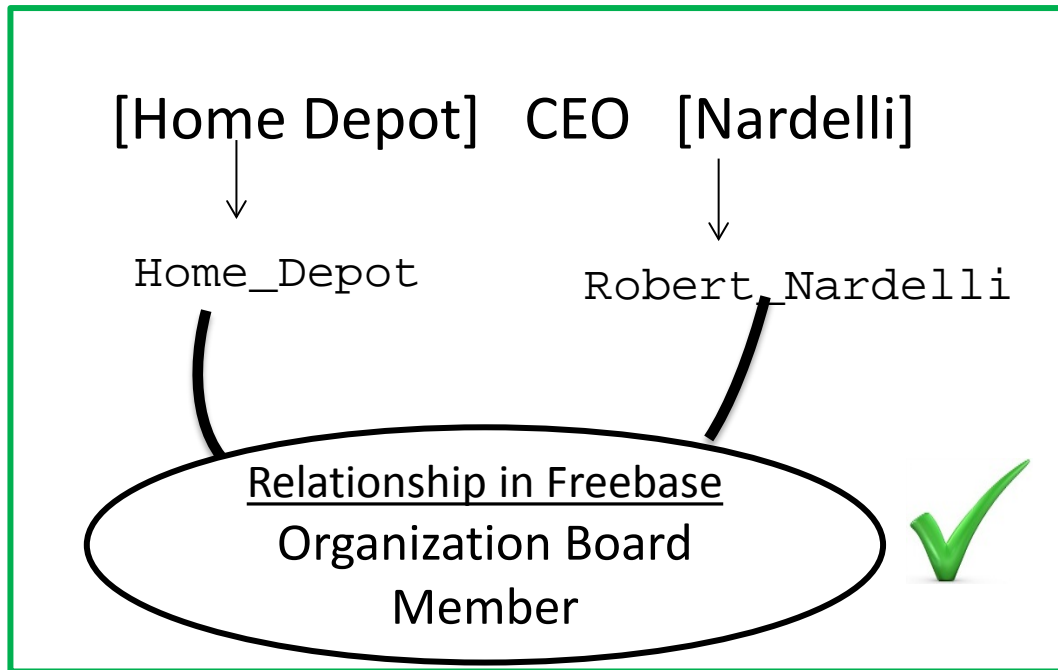 [Home Depot] CEO [Nardelli]
Home_Depot
Robert_Nardelli
Relationship in Freebase
Organization Board
Member